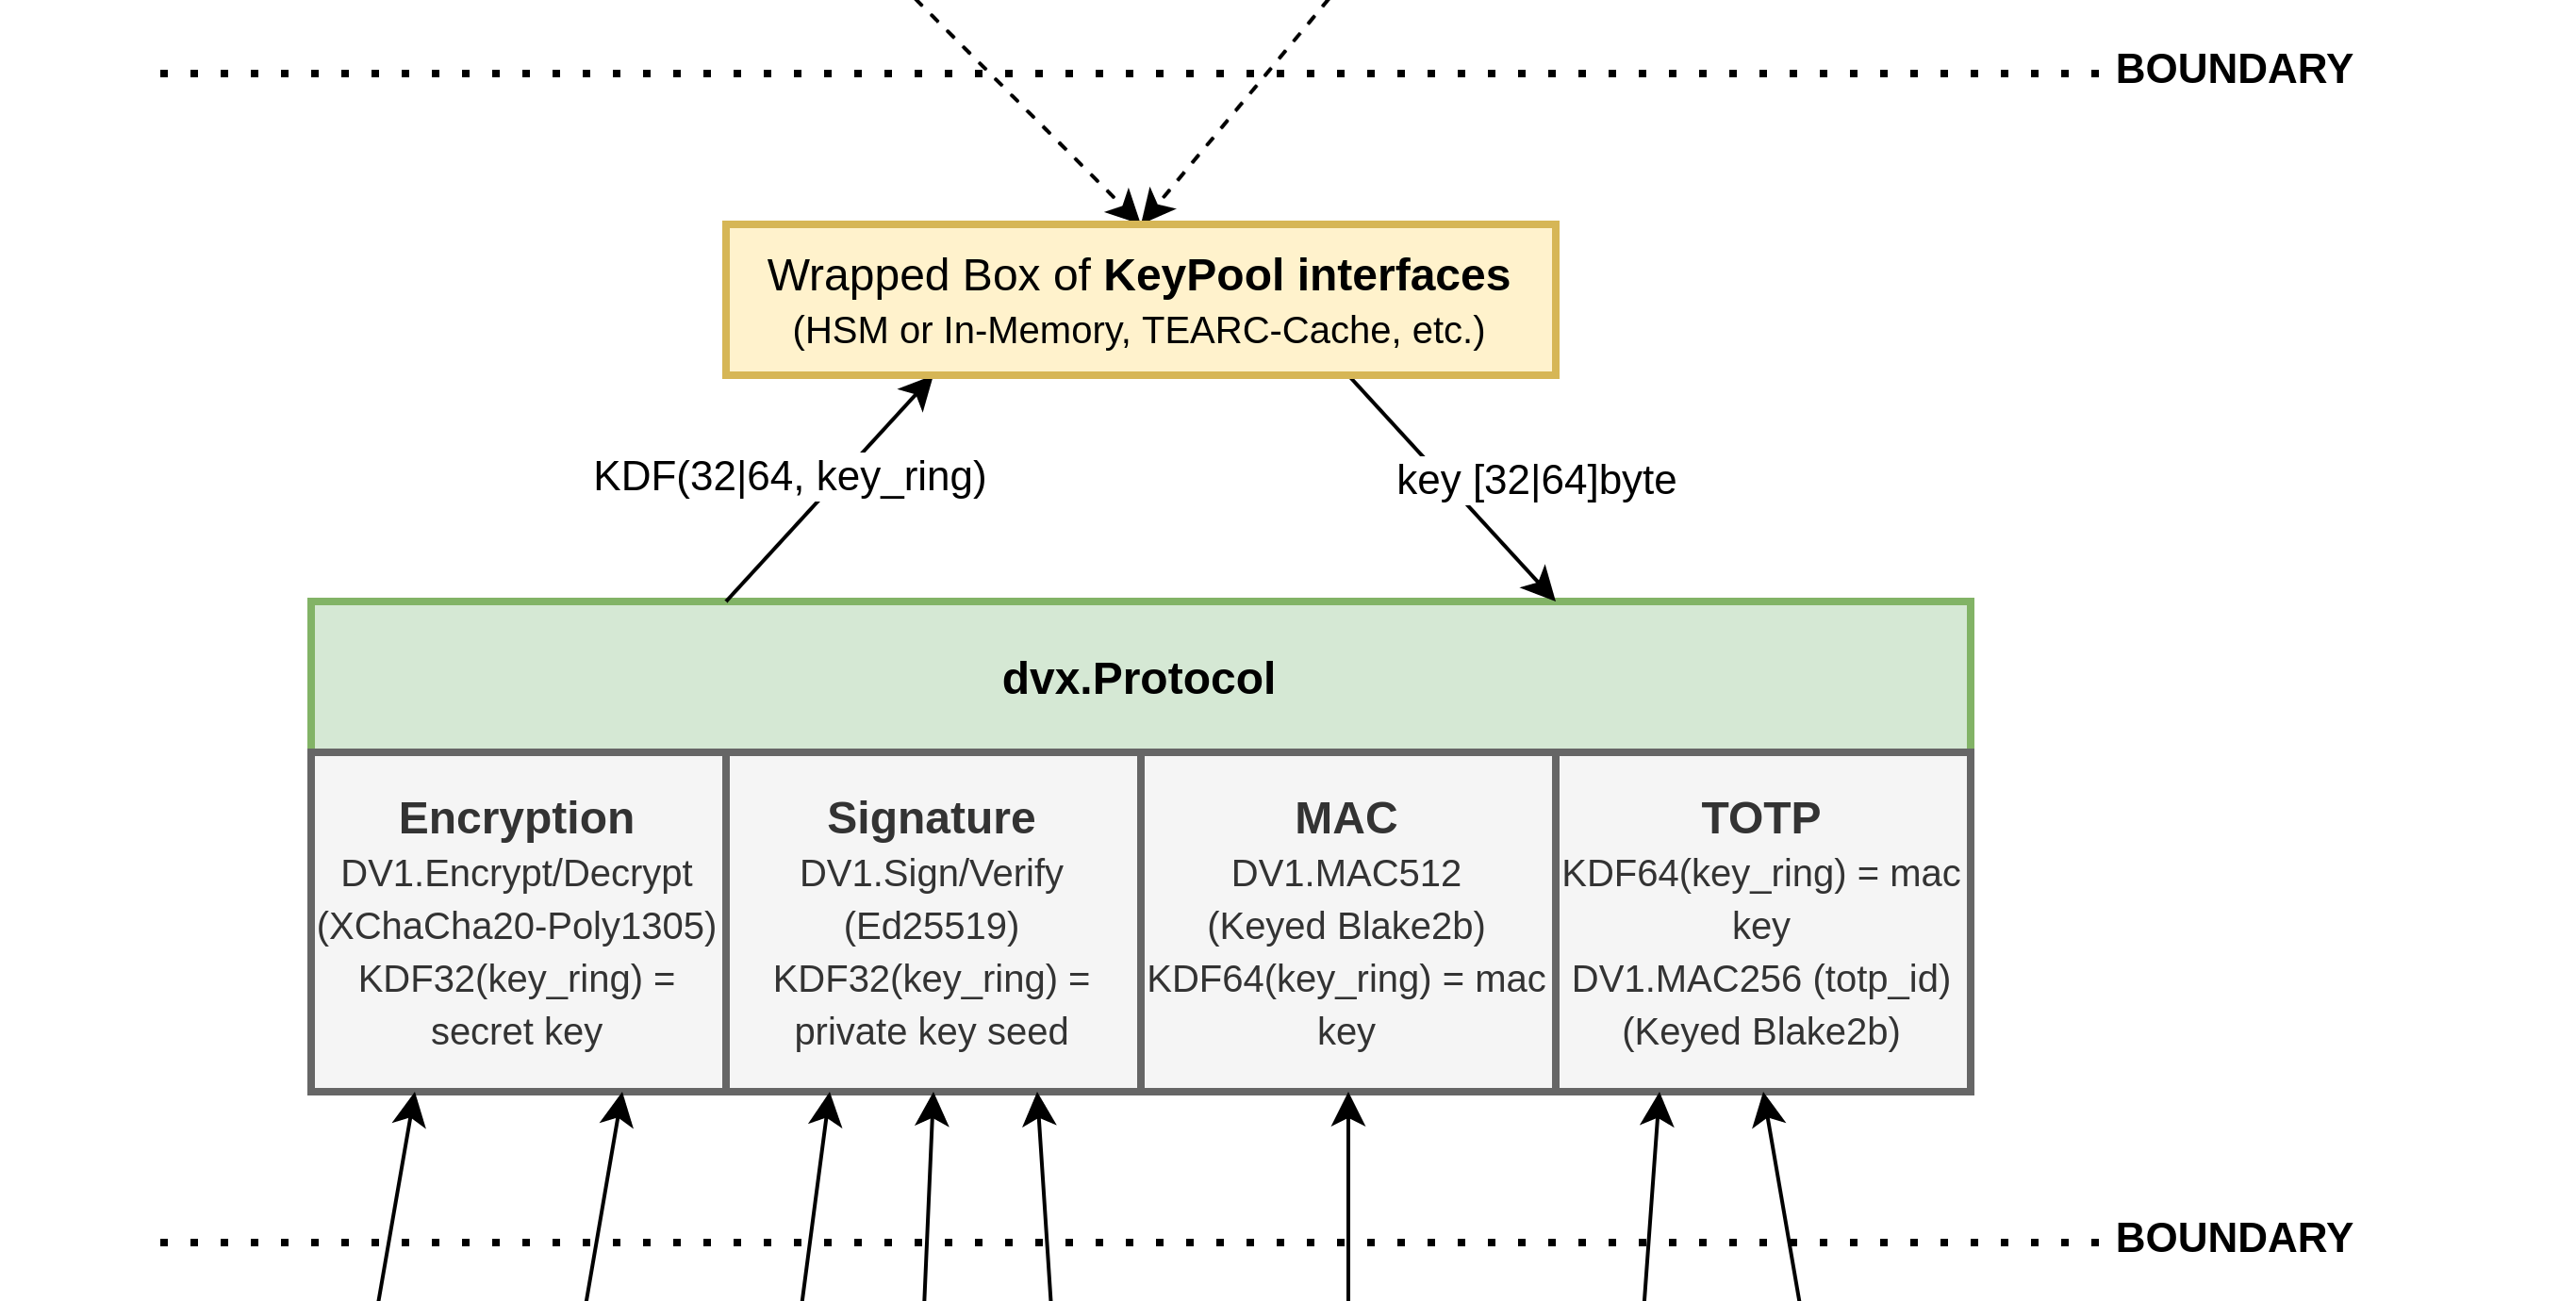 BOUNDARY
Wrapped Box of KeyPool interfaces
(HSM or In-Memory, TEARC-Cache, etc.)
KDF(32|64, key_ring)
key [32|64]byte
dvx.Protocol
Encryption
DV1.Encrypt/Decrypt
(XChaCha20-Poly1305)
KDF32(key_ring) =
secret key
Signature
DV1.Sign/Verify
(Ed25519)
KDF32(key_ring) =
private key seed
MAC
DV1.MAC512
(Keyed Blake2b)
KDF64(key_ring) = mac
key
TOTP
KDF64(key_ring) = mac
key
DV1.MAC256 (totp_id)
(Keyed Blake2b)
BOUNDARY